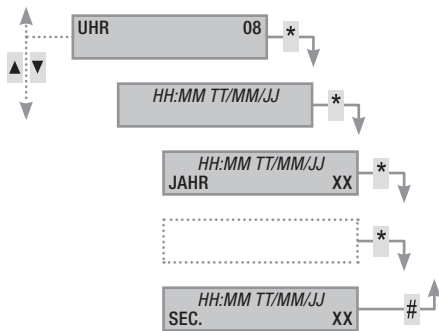 UHR 08 *
▲ ▼
HH:MM TT/MM/JJ *
HH:MM TT/MM/JJ
JAHR XX *
*
HH:MM TT/MM/JJ
SEC. XX #